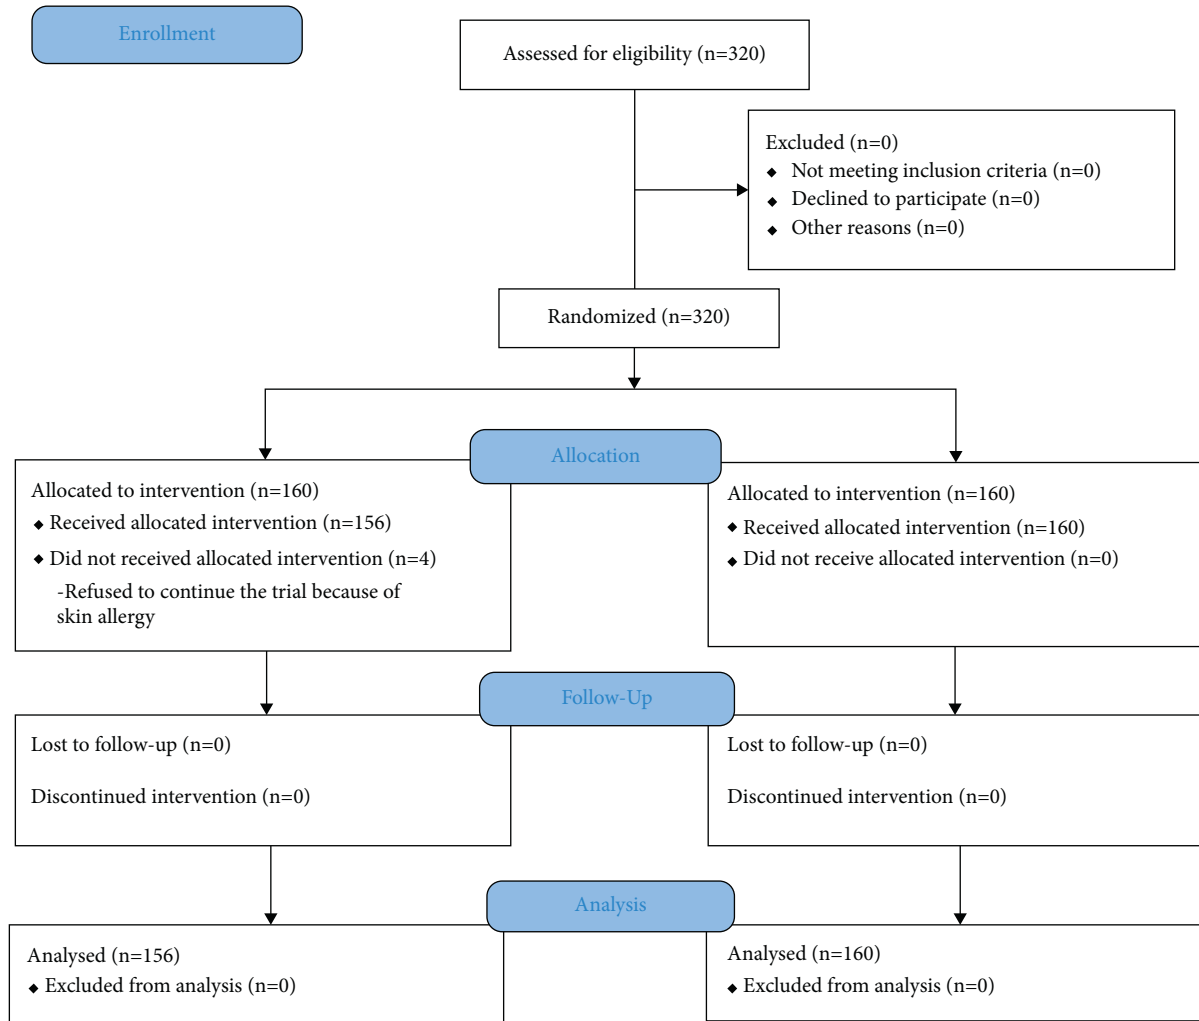 Enrollment
Assessed for eligibility (n=320)
Excluded (n=0)
◆ Not meeting inclusion criteria (n=0)
◆ Declined to participate (n=0)
◆ Other reasons (n=0)
Randomized (n=320)
Allocation
Allocated to intervention (n=160)
◆ Received allocated intervention (n=156)
◆ Did not received allocated intervention (n=4)
-Refused to continue the trial because of
skin allergy
Allocated to intervention (n=160)
◆ Received allocated intervention (n=160)
◆ Did not receive allocated intervention (n=0)
Follow-Up
Lost to follow-up (n=0)
Discontinued intervention (n=0)
Lost to follow-up (n=0)
Discontinued intervention (n=0)
Analysis
Analysed (n=156)
◆ Excluded from analysis (n=0)
Analysed (n=160)
◆ Excluded from analysis (n=0)